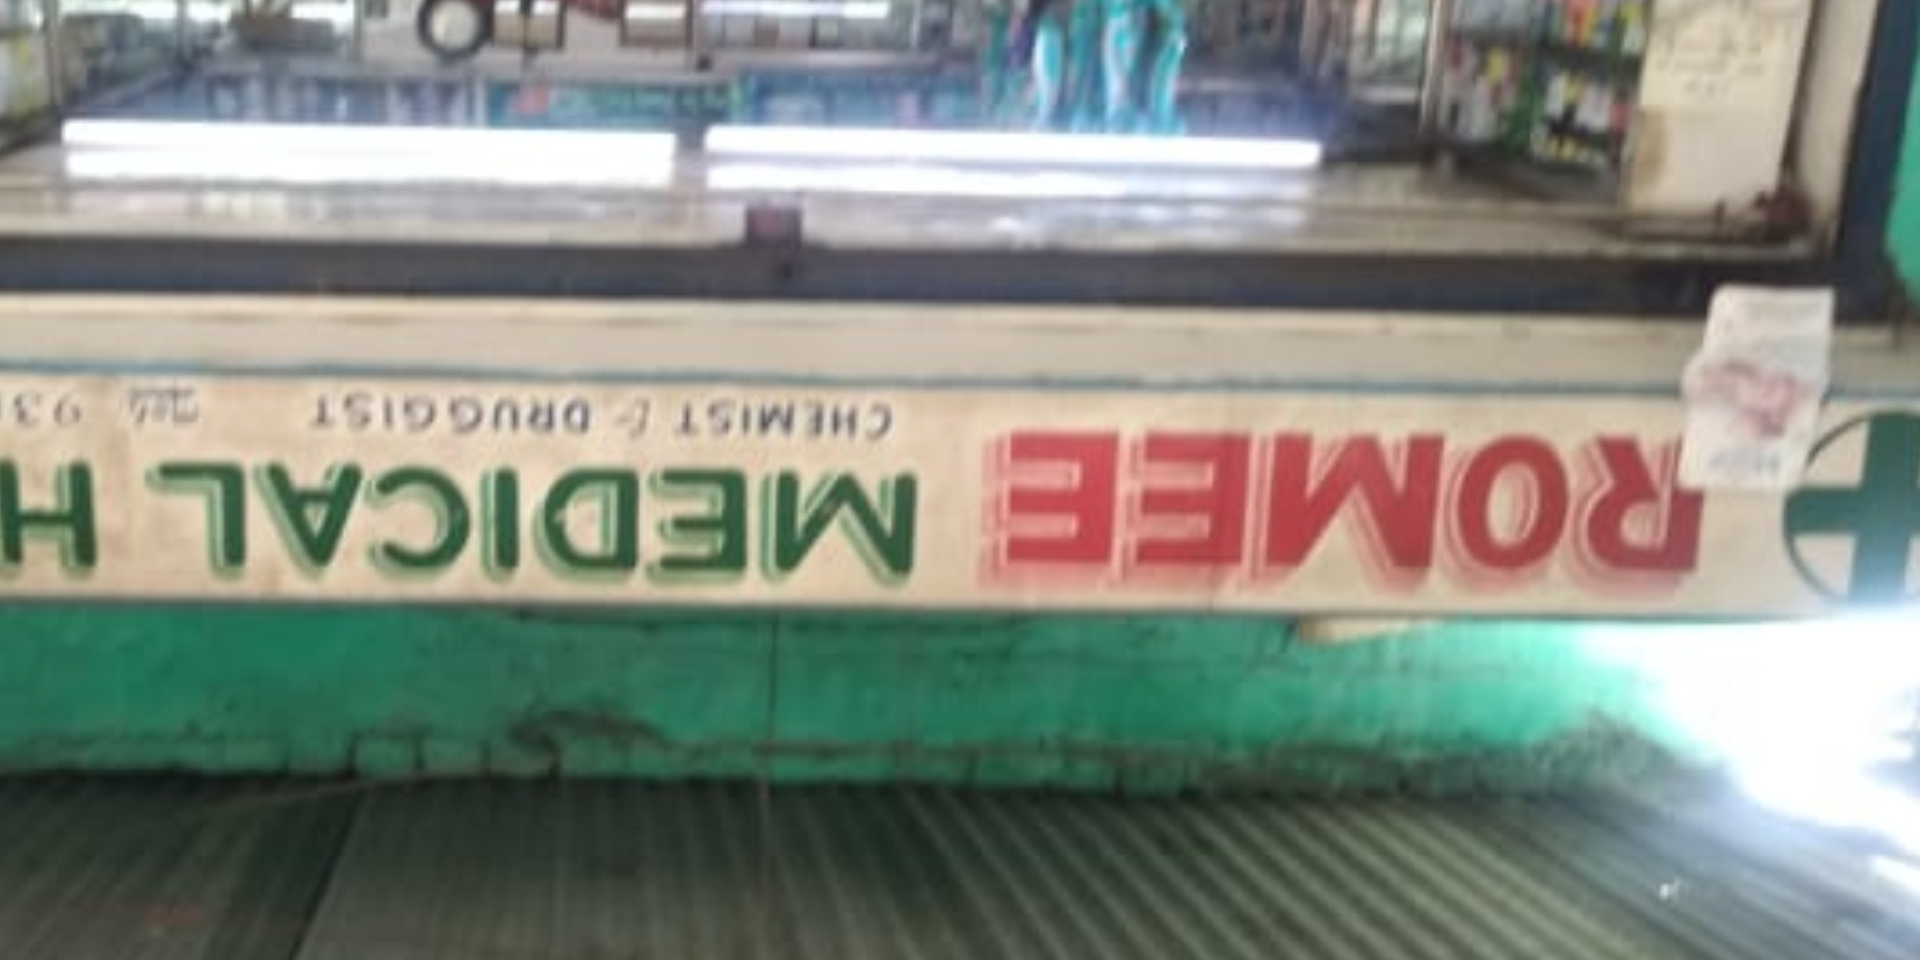 ROMEE MEDICAL H
CHEMIST & DRUGGIST